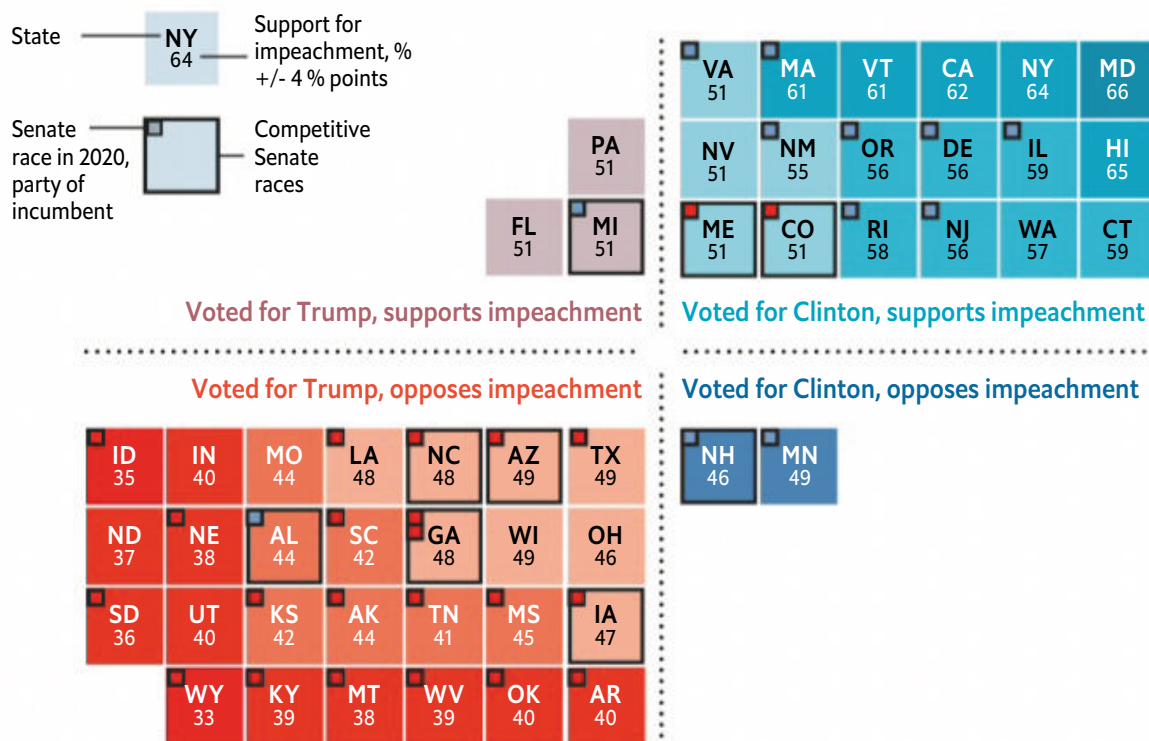 State
NY
64
Support for
impeachment, %
+/- 4 % points
Senate
race in 2020,
party of
incumbent
Competitive
Senate
races
PA
51
FL
51
MI
51
Voted for Trump, supports impeachment
VA MA VT CA NY MD
51 61 61 62 64 66
NV NM OR DE IL HI
51 55 56 56 59 65
ME CO RI NJ WA CT
51 51 58 56 57 59
Voted for Clinton, supports impeachment
Voted for Trump, opposes impeachment
ID IN MO LA NC AZ TX
35 40 44 48 48 49 49
ND NE AL SC GA WI OH
37 38 44 42 48 49 46
SD UT KS AK TN MS IA
36 40 42 44 41 45 47
WY KY MT WV OK AR
33 39 38 39 40 40
Voted for Clinton, opposes impeachment
NH MN
46 49